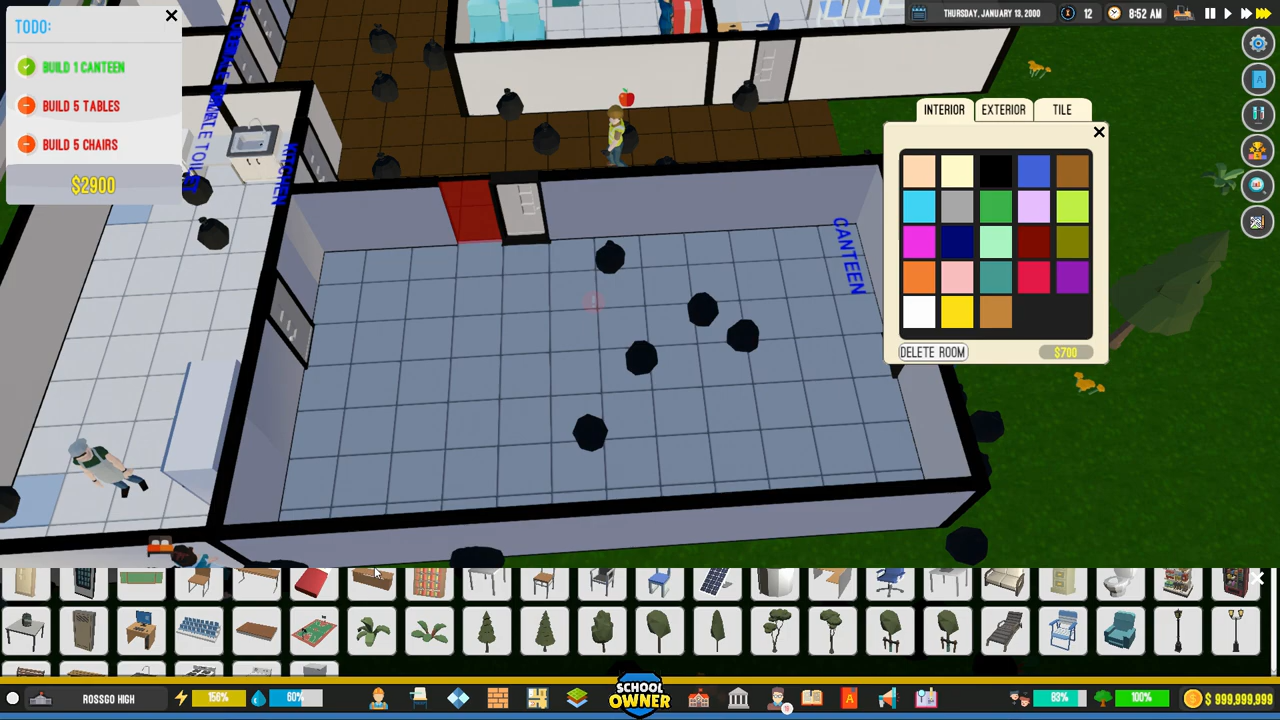 TODO:
BUILD 1 CANTEEN
BUILD 5 TABLES
BUILD 5 CHAIRS
$2900
TOILET
KITCHEN
CANTEEN
THURSDAY, JANUARY 13, 2000
12
8:52 AM
INTERIOR
EXTERIOR
TILE
DELETE ROOM
$700
ROSSGO HIGH
156%
60%
SCHOOL
OWNER
83%
100%
$ 999,999,999